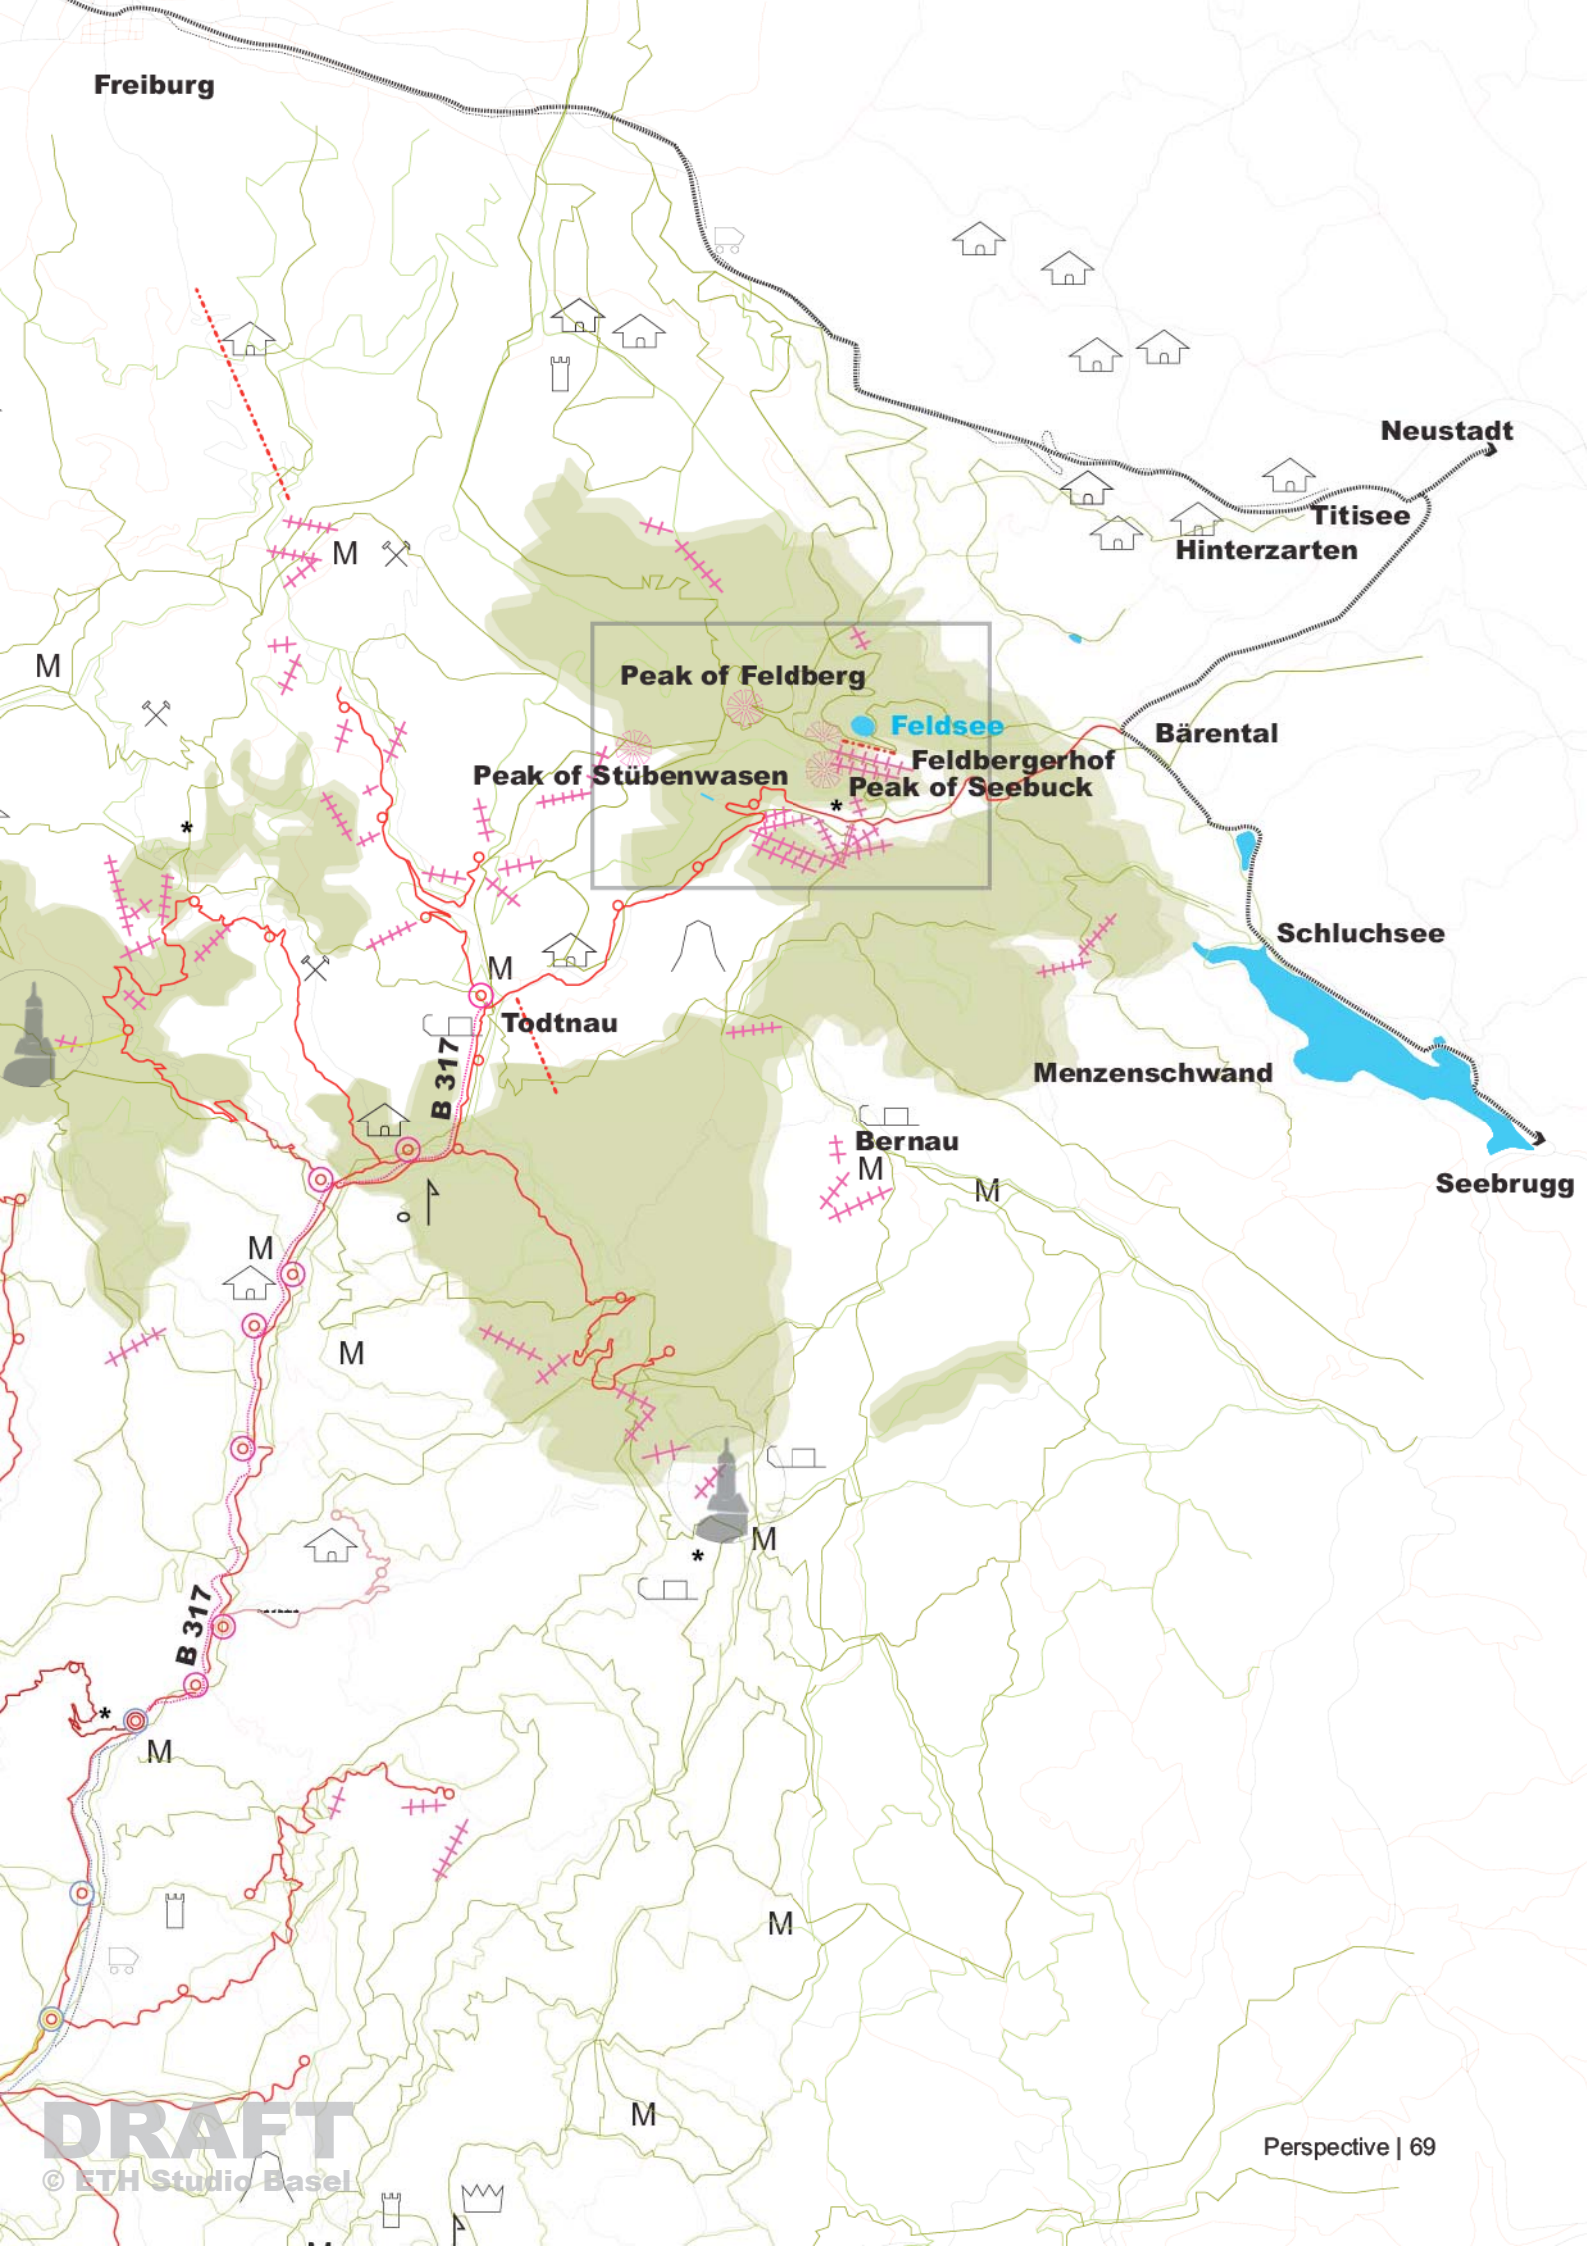 Freiburg
Neustadt
Titisee
Hinterzarten
M
M
Peak of Feldberg
Feldsee
Bärental
Feldbergerhof
Peak of Stübenwasen
Peak of Seebuck
*
*
Schluchsee
M
Todtnau
B 317
Menzenschwand
Bernau
M
M
Seebrugg
M
M
M
*
B 317
*
M
M
M
DRAFT
© ETH Studio Basel
Perspective | 69
M